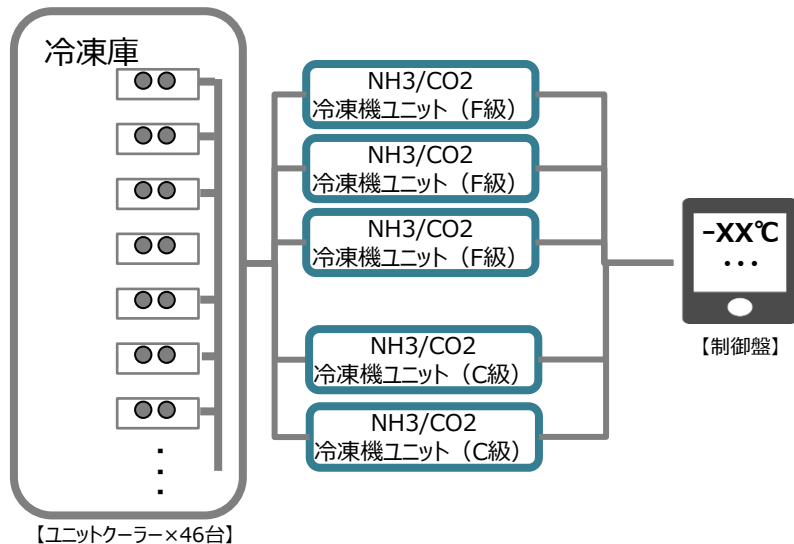 冷凍庫
NH3/CO2
冷凍機ユニット（F級）
NH3/CO2
冷凍機ユニット（F級）
NH3/CO2
冷凍機ユニット（F級）
NH3/CO2
冷凍機ユニット（C級）
NH3/CO2
冷凍機ユニット（C級）
-XX℃
・・・
【制御盤】
・
・
・
【ユニットクーラー×46台】